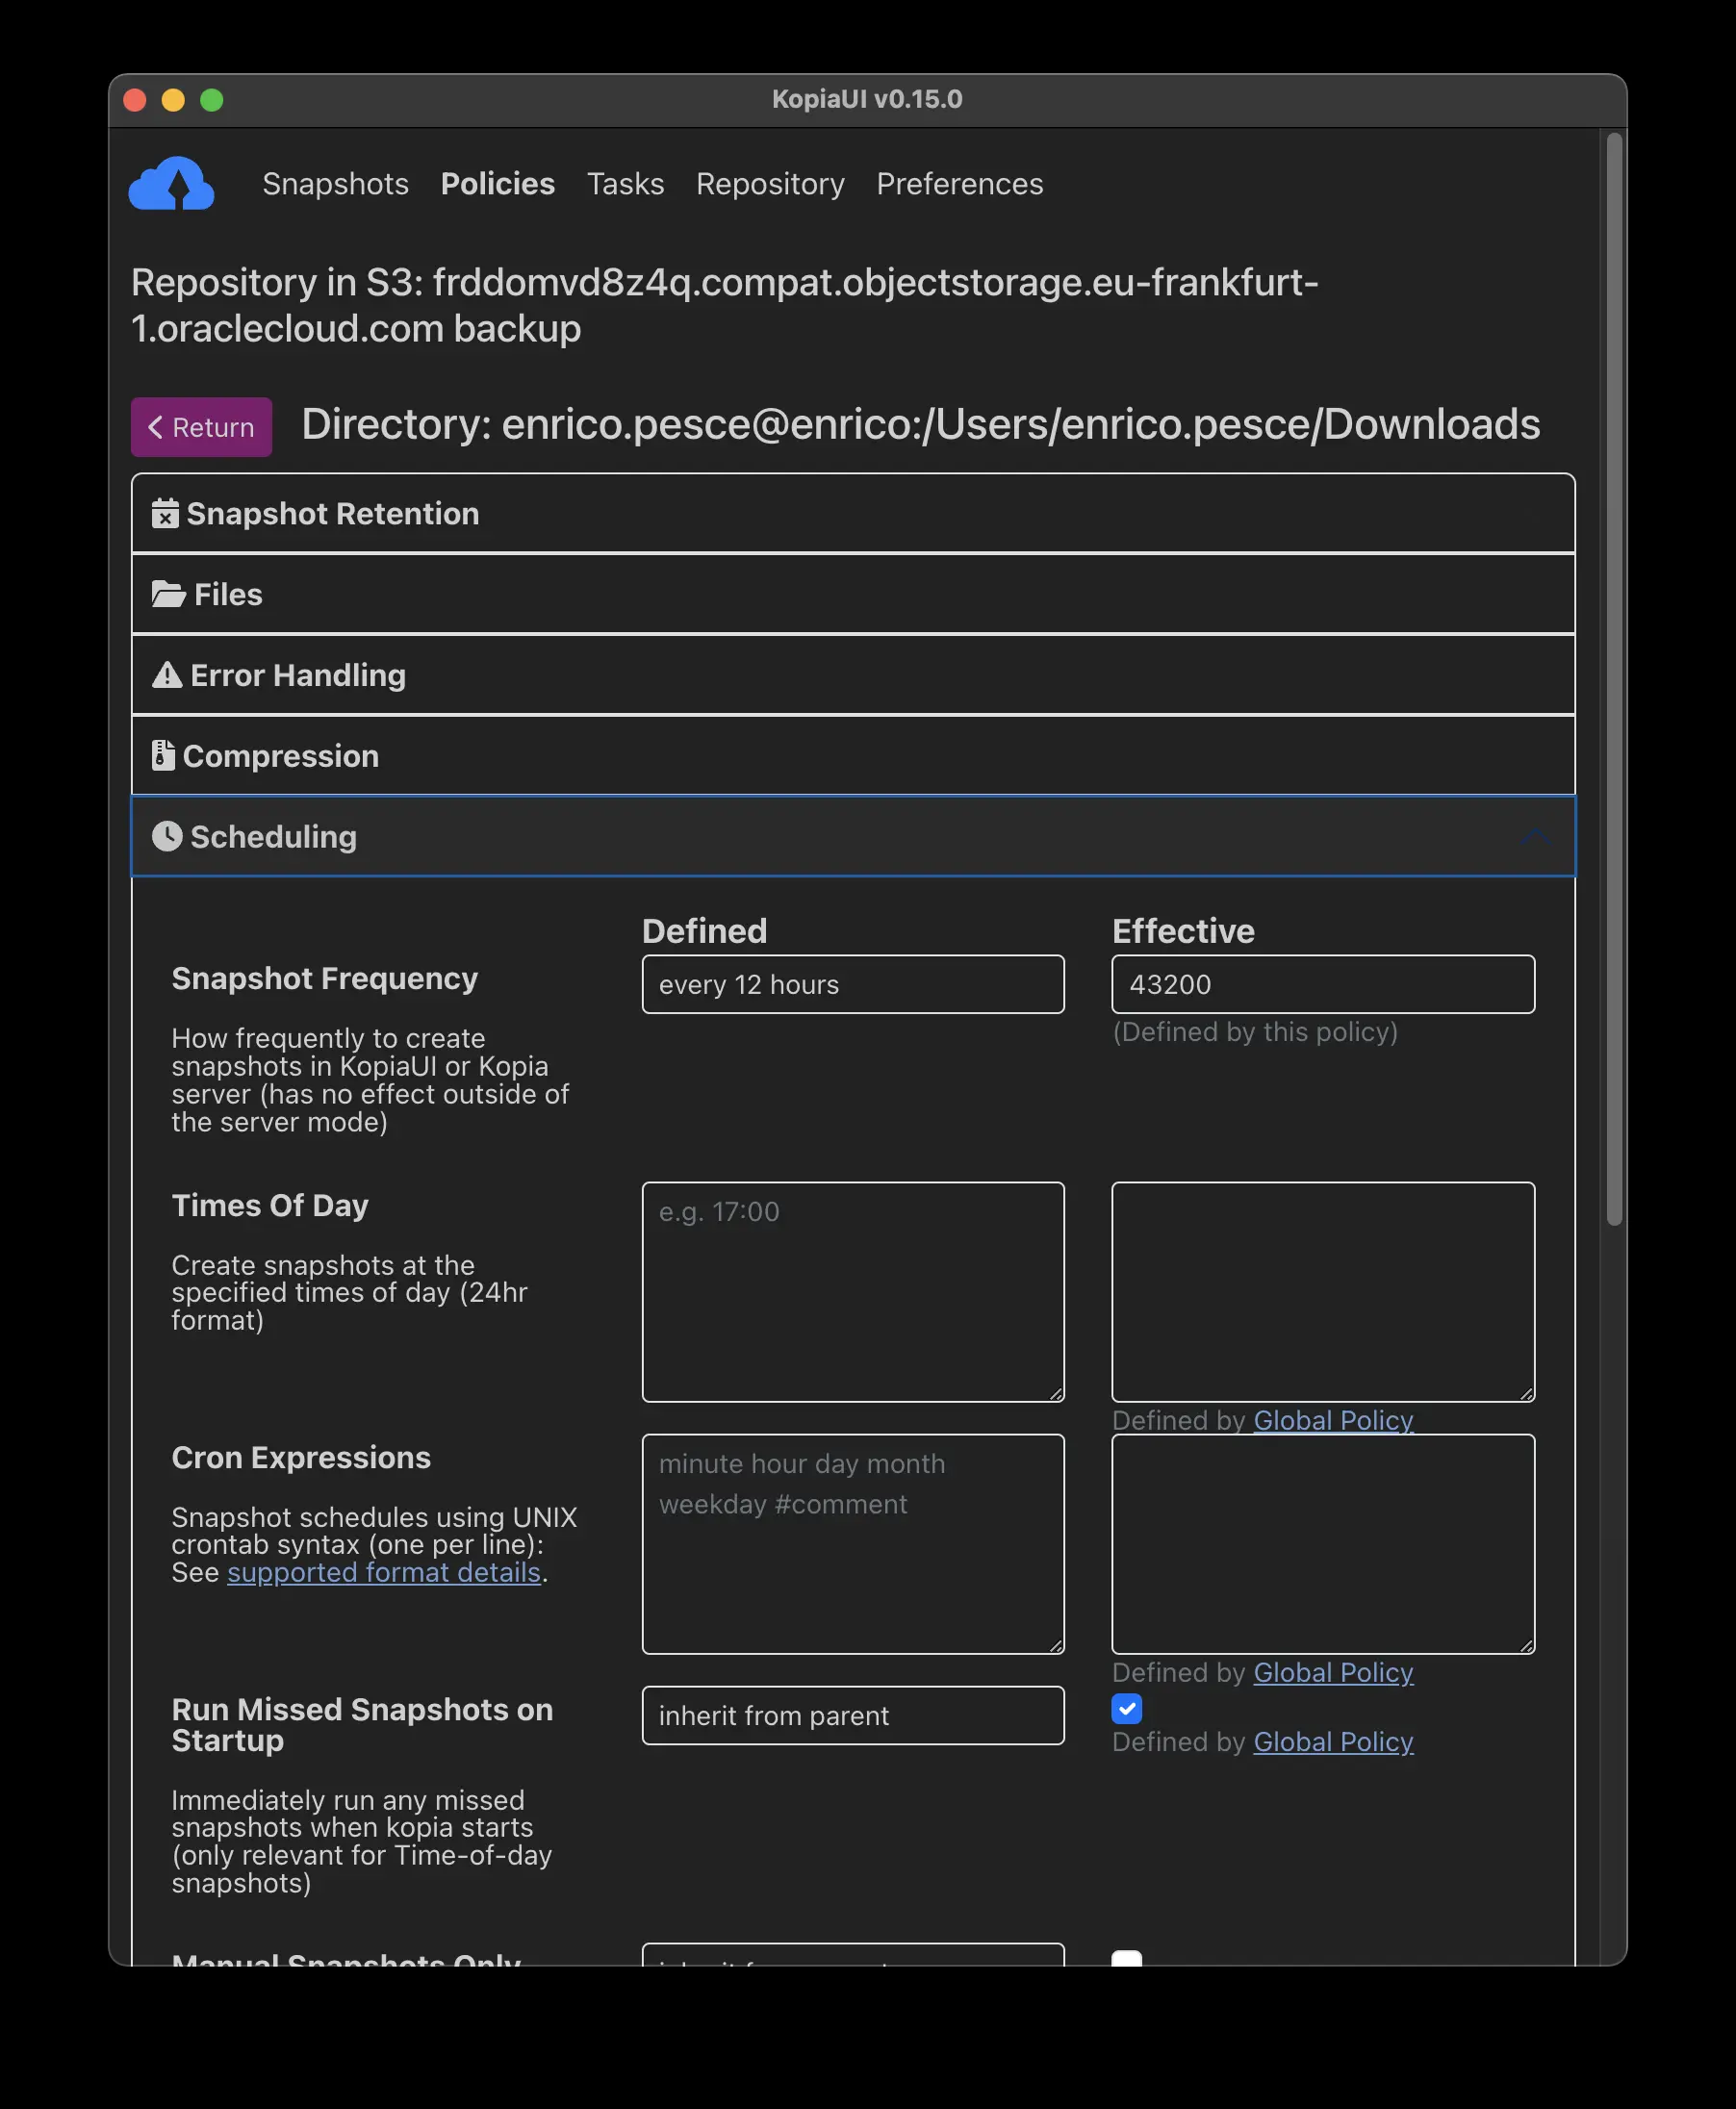 KopiaUI v0.15.0
Snapshots Policies Tasks Repository Preferences
Repository in S3: frddomvd8z4q.compat.objectstorage.eu-frankfurt-
1.oraclecloud.com backup
Return Directory: enrico.pesce@enrico:/Users/enrico.pesce/Downloads
Snapshot Retention
Files
Error Handling
Compression
Scheduling
Defined Effective
Snapshot Frequency
every 12 hours
43200
(Defined by this policy)
How frequently to create
snapshots in KopiaUI or Kopia
server (has no effect outside of
the server mode)
Times Of Day
e.g. 17:00
Create snapshots at the
specified times of day (24hr
format)
Defined by Global Policy
Cron Expressions
minute hour day month
weekday #comment
Snapshot schedules using UNIX
crontab syntax (one per line):
See supported format details.
Defined by Global Policy
Run Missed Snapshots on
Startup
inherit from parent
Defined by Global Policy
Immediately run any missed
snapshots when kopia starts
(only relevant for Time-of-day
snapshots)
Manual Snapshots Only